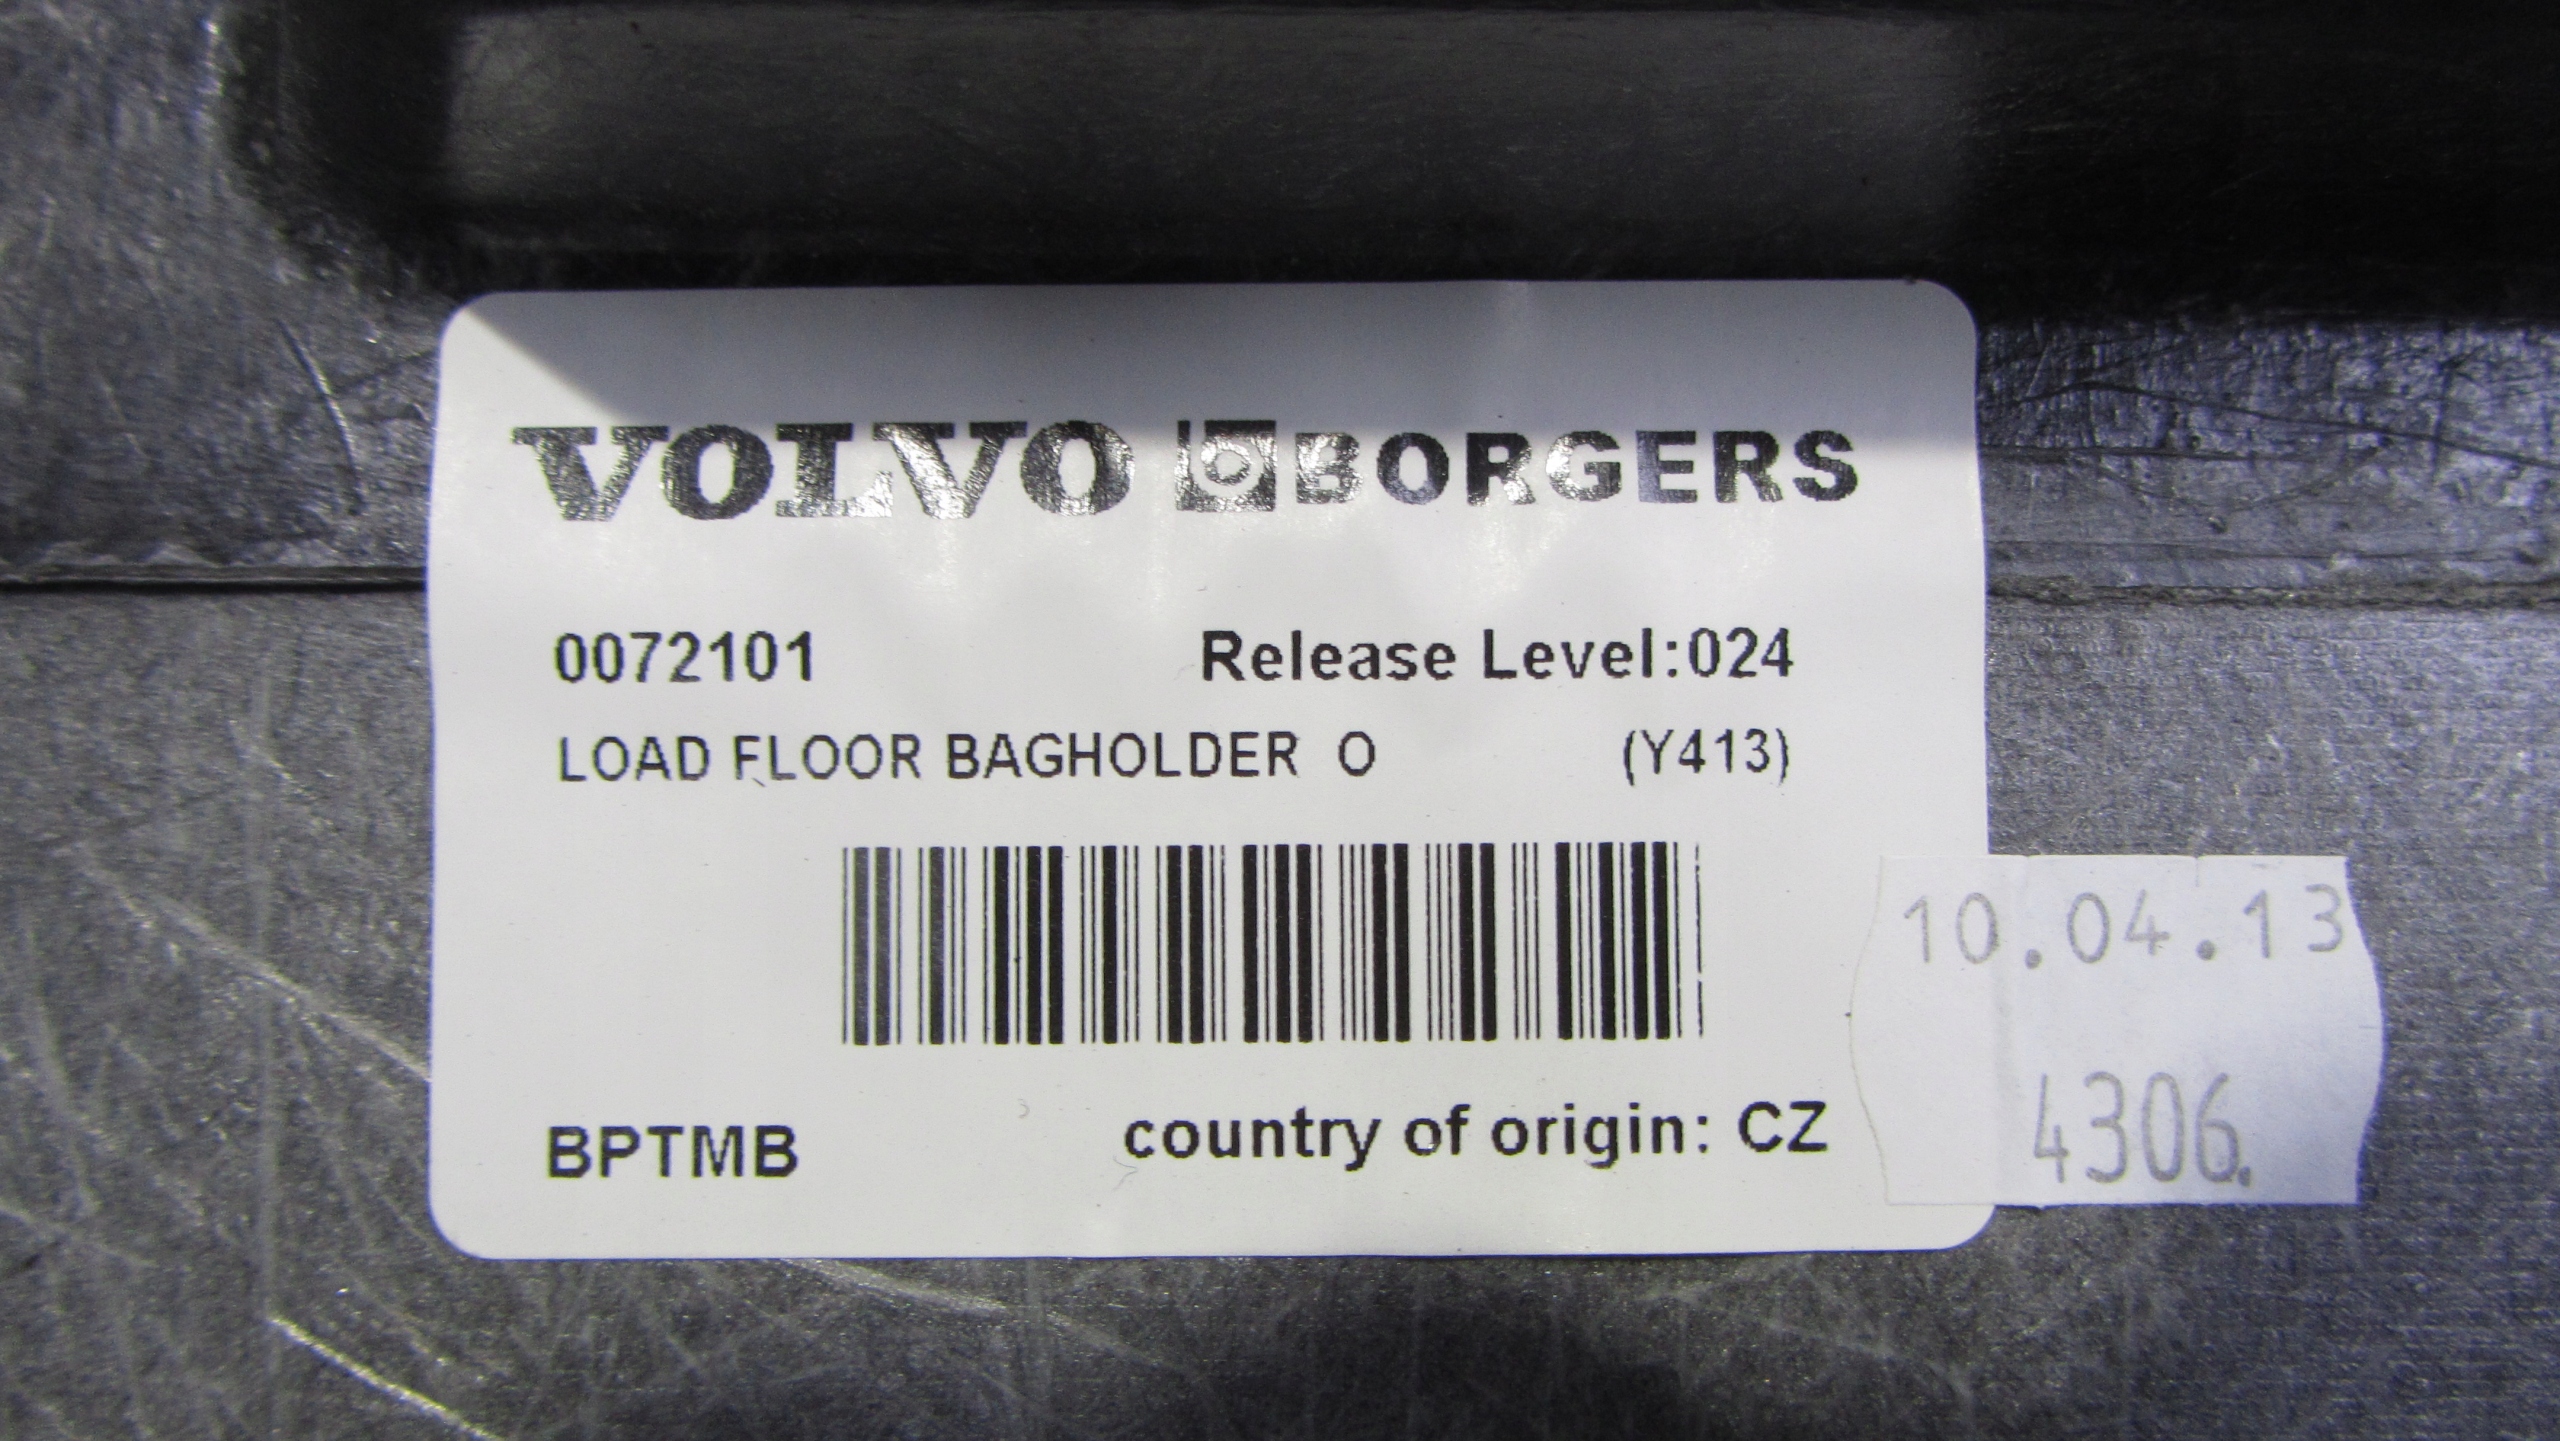 VOLVO BORGERS
0072101 Release Level:024
LOAD FLOOR BAGHOLDER O (Y413)
10.04.13
4306.
BPTMB country of origin: CZ